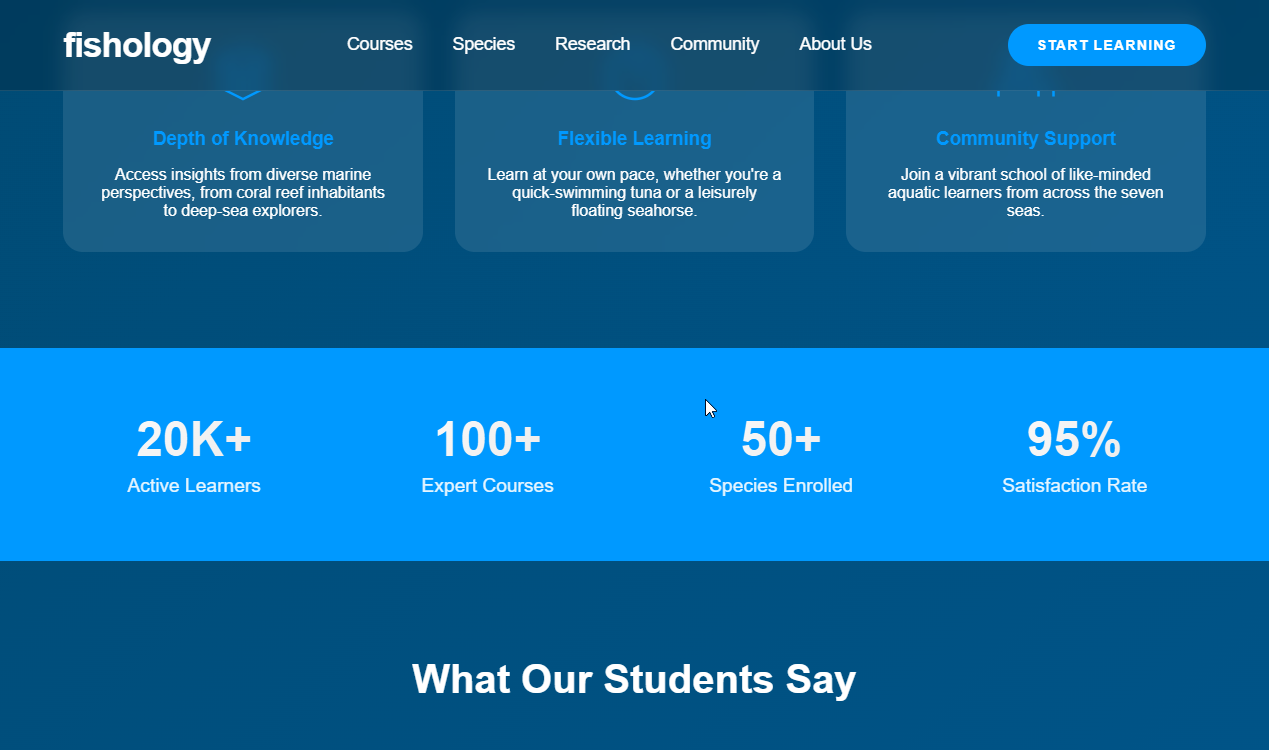 fishology
Courses
Species
Research
Community
About Us
START LEARNING
Depth of Knowledge
Access insights from diverse marine
perspectives, from coral reef inhabitants
to deep-sea explorers.
Flexible Learning
Learn at your own pace, whether you're a
quick-swimming tuna or a leisurely
floating seahorse.
Community Support
Join a vibrant school of like-minded
aquatic learners from across the seven
seas.
20K+
Active Learners
100+
Expert Courses
50+
Species Enrolled
95%
Satisfaction Rate
What Our Students Say